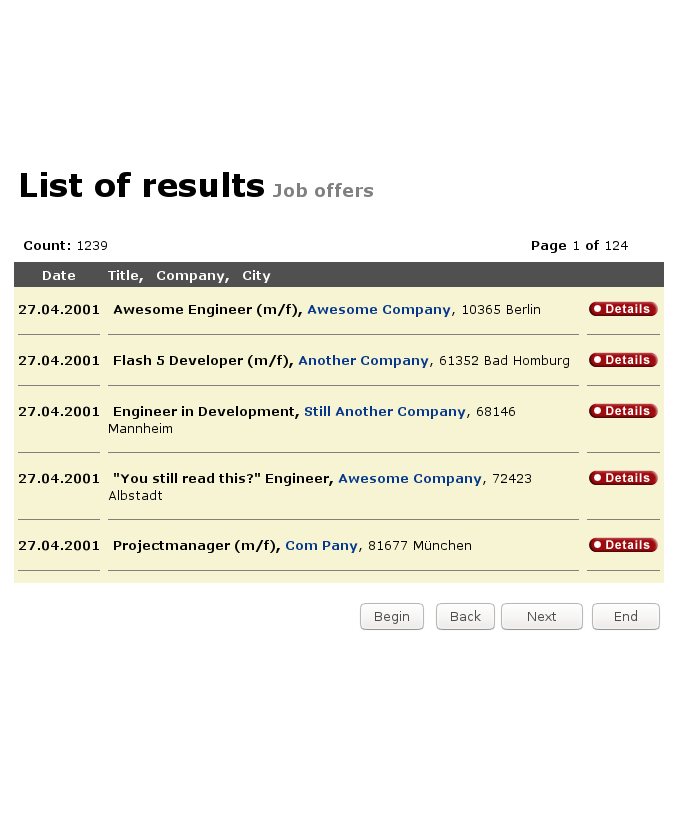 List of results Job offers
Count: 1239 Page 1 of 124
Date Title, Company, City
27.04.2001 Awesome Engineer (m/f), Awesome Company, 10365 Berlin Details
27.04.2001 Flash 5 Developer (m/f), Another Company, 61352 Bad Homburg Details
27.04.2001 Engineer in Development, Still Another Company, 68146 Details
Mannheim
27.04.2001 "You still read this?" Engineer, Awesome Company, 72423 Details
Albstadt
27.04.2001 Projectmanager (m/f), Com Pany, 81677 München Details
Begin Back Next End